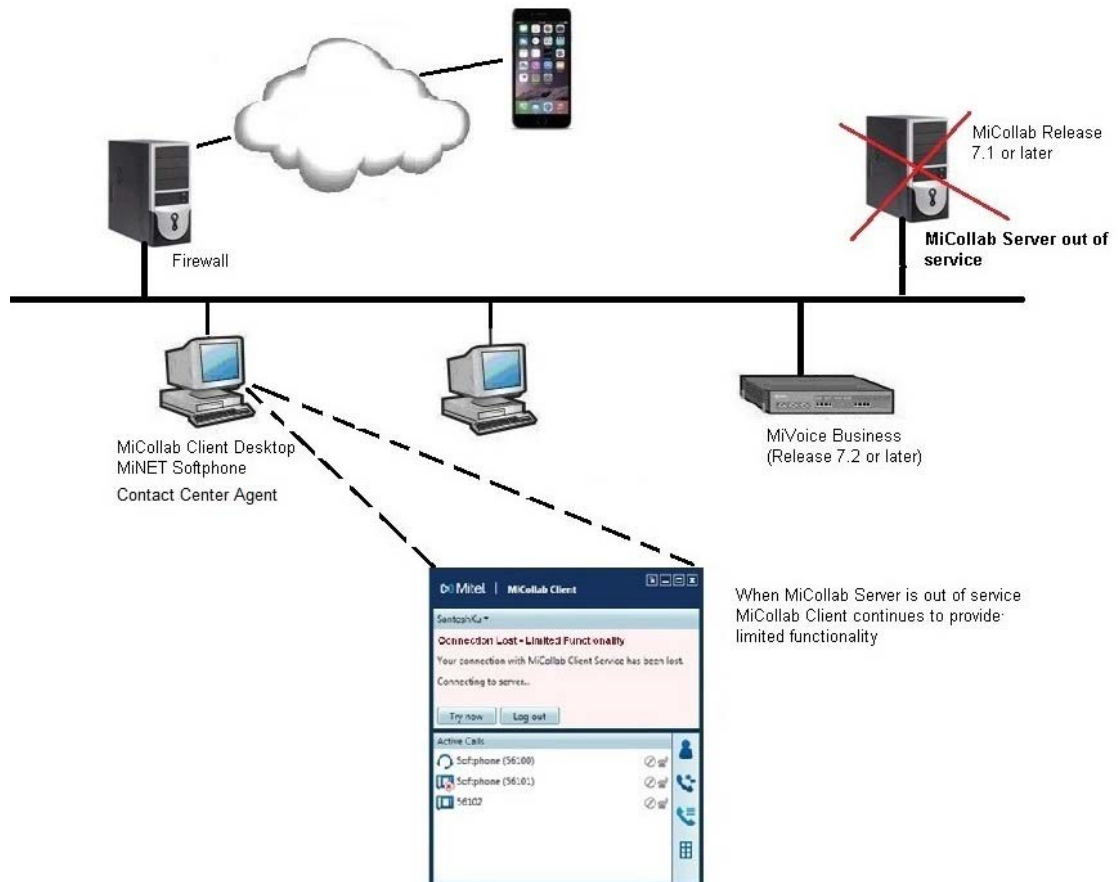 MiCollab Release
7.1 or later
MiCollab Server out of
service
Firewall
MiCollab Client Desktop
MiNET Softphone
Contact Center Agent
MiVoice Business
(Release 7.2 or later)
Mitel | MiCollab Client
SantoshKu
Connection Lost - Limited Functionality
Your connection with MiCollab Client Service has been lost.
Connecting to server...
Try now
Log out
Active Calls
Softphone (56100)
Softphone (56101)
56102
When MiCollab Server is out of service
MiCollab Client continues to provide
limited functionality